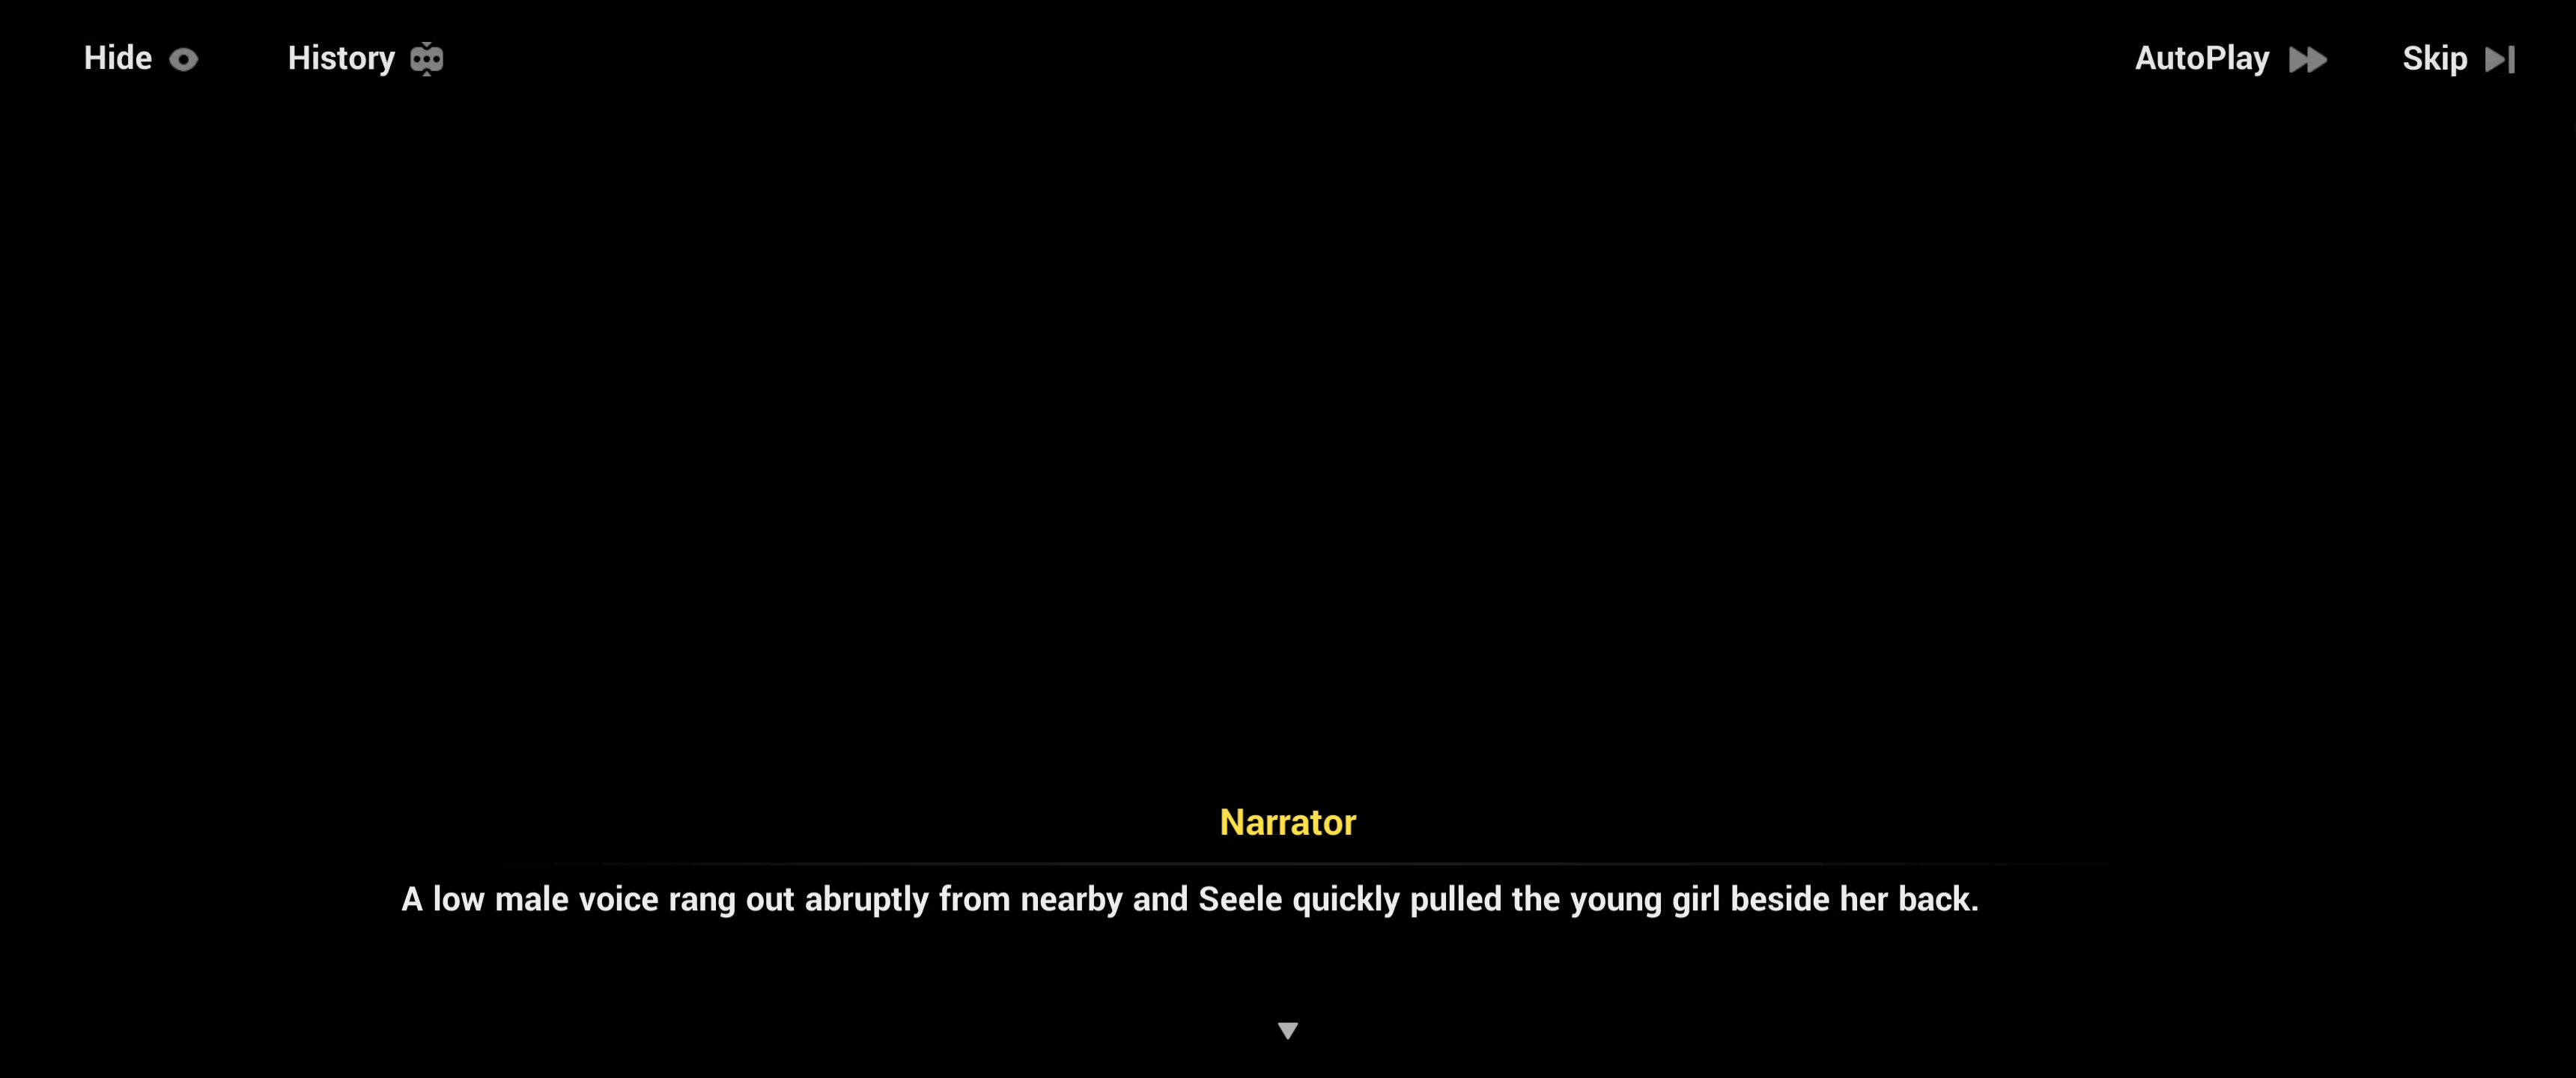 Hide History AutoPlay Skip
Narrator
A low male voice rang out abruptly from nearby and Seele quickly pulled the young girl beside her back.